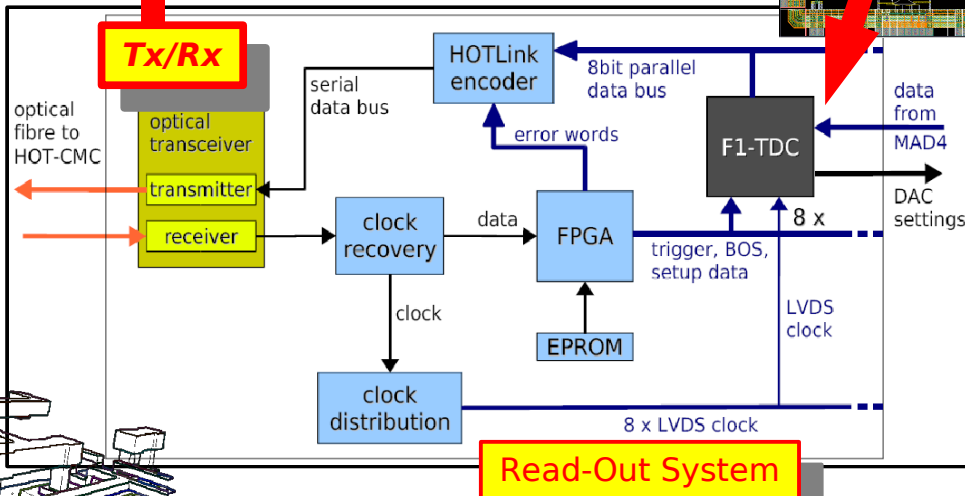 Tx/Rx
HOTLink
encoder
8bit parallel
data bus
serial
data bus
data
from
MAD4
optical
fibre to
HOT-CMC
optical
transceiver
error words
F1-TDC
transmitter
receiver
clock
recovery
data
FPGA
8 x
DAC
settings
trigger, BOS,
setup data
clock
LVDS
clock
EPROM
clock
distribution
8 x LVDS clock
Read-Out System